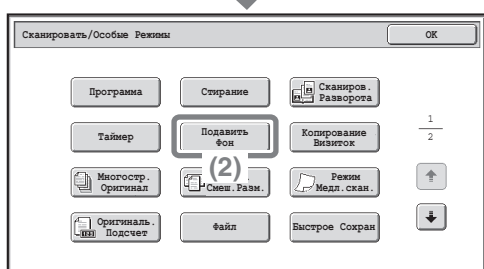 Сканировать/Особые Режимы
OK
Программа
Стирание
Сканиров.
Разворота
Таймер
Подавить
Фон
Копирование
Визиток
1
2
(2)
Многостр.
Оригинал
Смеш.Разм.
Режим
Медл.скан.
Оригиналь.
Подсчет
Файл
Быстрое Сохран